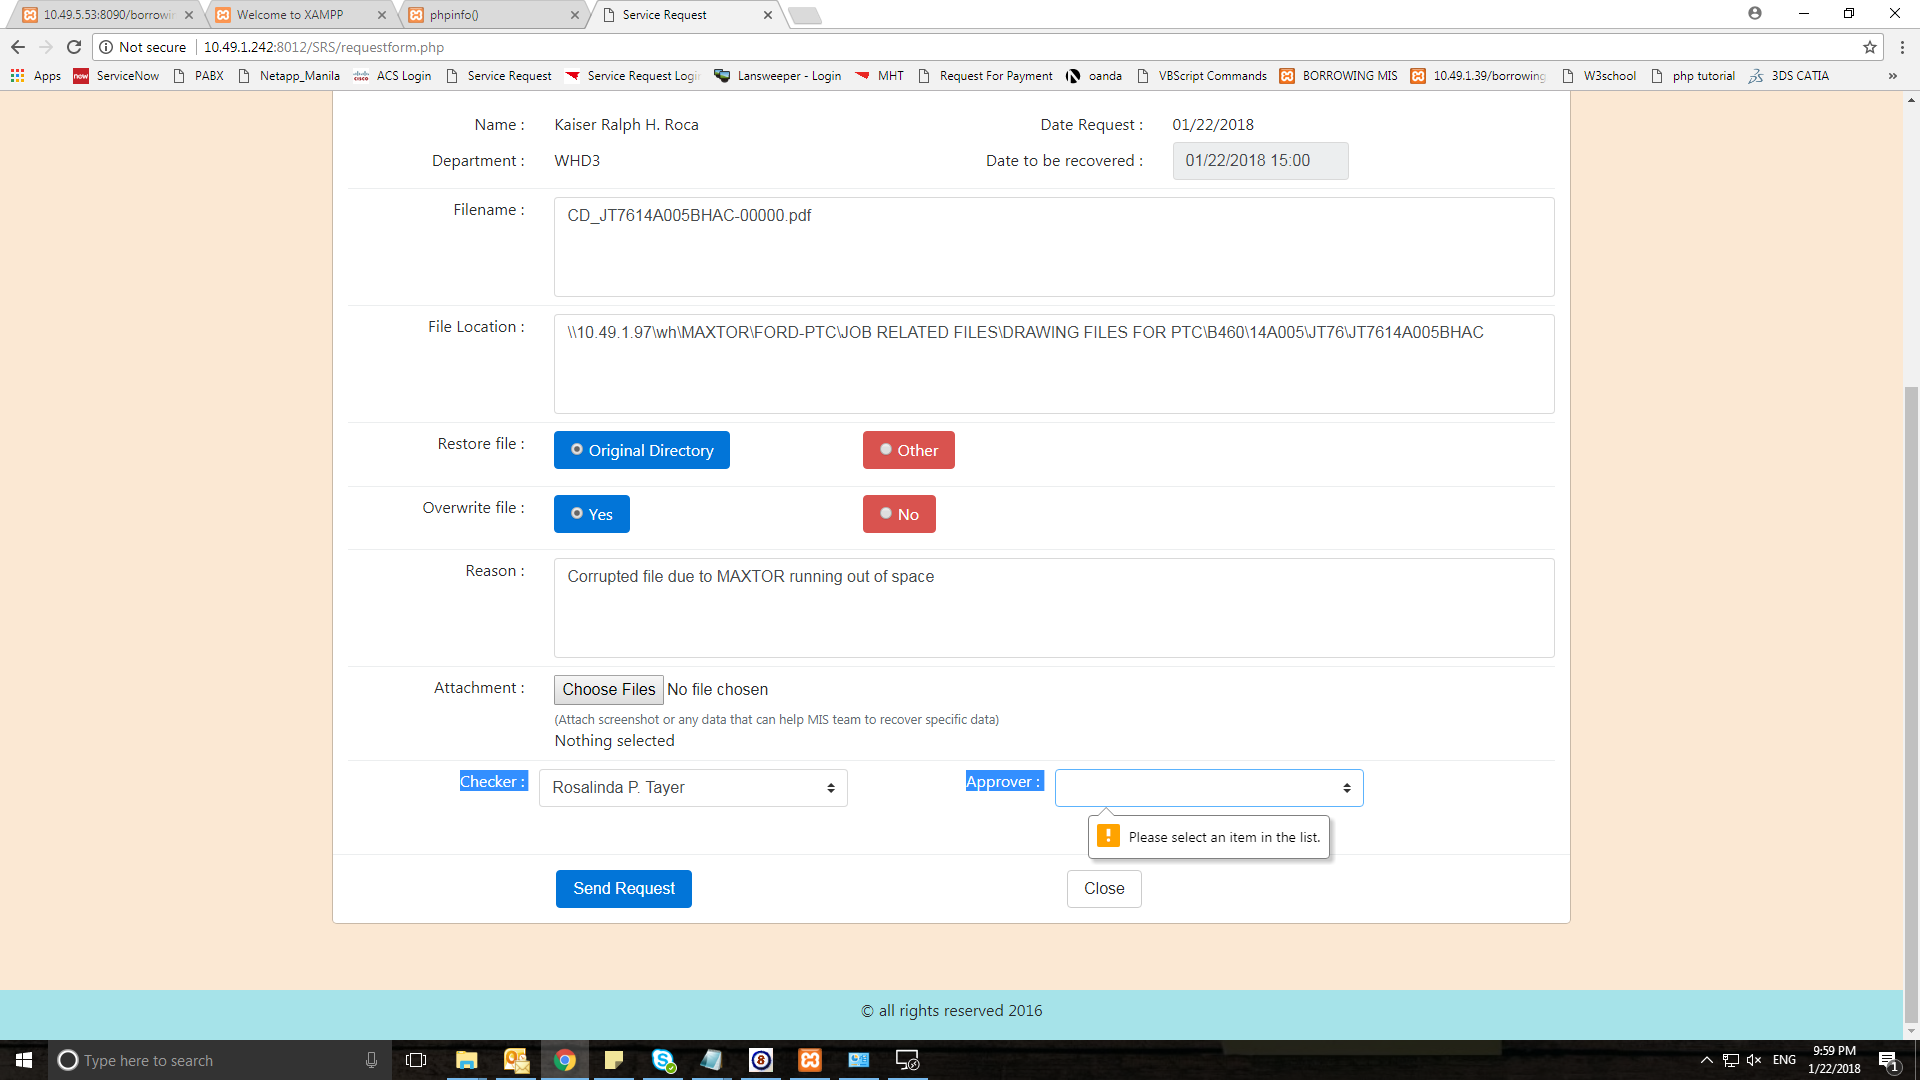 10.49.5.53:8090/borrowin
Welcome to XAMPP
phpinfo()
Service Request
Not secure
10.49.1.242:8012/SRS/requestform.php
Apps
now
ServiceNow
PABX
Netapp_Manila
cisco
ACS Login
Service Request
Service Request Logi
Lansweeper - Login
MHT
Request For Payment
oanda
VBScript Commands
BORROWING MIS
10.49.1.39/borrowing
W3school
php tutorial
3DS CATIA
»
Name :
Kaiser Ralph H. Roca
Date Request :
01/22/2018
Department :
WHD3
Date to be recovered :
01/22/2018 15:00
Filename :
CD_JT7614A005BHAC-00000.pdf
File Location :
\\10.49.1.97\wh\MAXTOR\FORD-PTC\JOB RELATED FILES\DRAWING FILES FOR PTC\B460\14A005\JT76\JT7614A005BHAC
Restore file :
Original Directory
Other
Overwrite file :
Yes
No
Reason :
Corrupted file due to MAXTOR running out of space
Attachment :
Choose Files
No file chosen
(Attach screenshot or any data that can help MIS team to recover specific data)
Nothing selected
Checker :
Rosalinda P. Tayer
Approver :
! Please select an item in the list.
Send Request
Close
© all rights reserved 2016
Type here to search
8
ENG
9:59 PM
1/22/2018
1